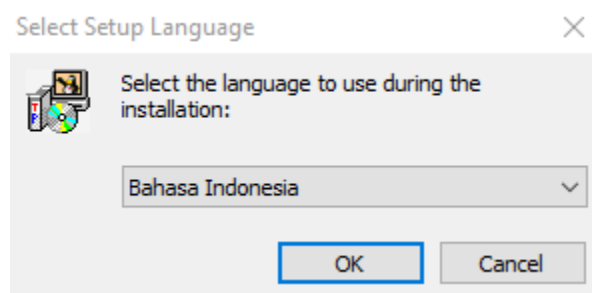 Select Setup Language
Select the language to use during the
installation:
Bahasa Indonesia
OK
Cancel